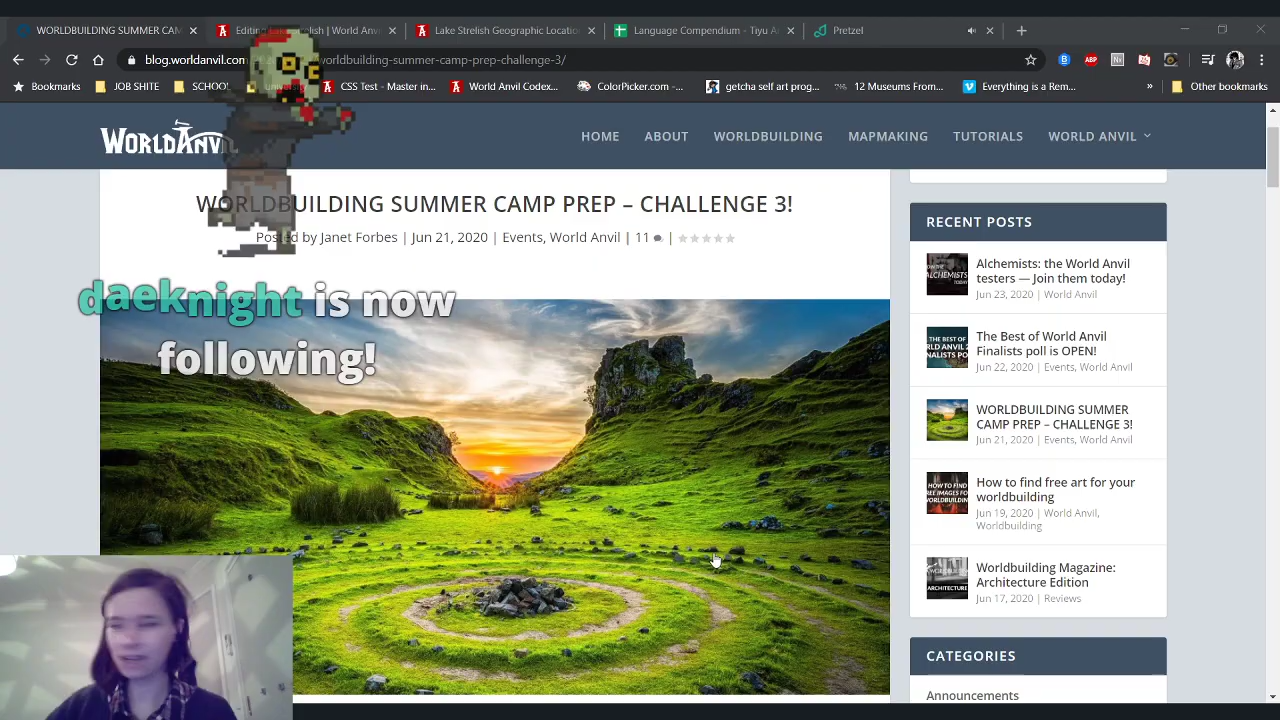 WORLDBUILDING SUMMER CAM
Lake Strelish Geographic Locatio
Language Compendium - Tiyu A
Pretzel
blog.worldanvil.com
worldbuilding-summer-camp-prep-challenge-3/
Bookmarks
JOB SHITE
SCHOOL
CSS Test - Master in...
World Anvil Codex...
ColorPicker.com -...
getcha self art prog...
12 Museums From...
Everything is a Rem...
»
Other bookmarks
WORLDANVIL
HOME
ABOUT
WORLDBUILDING
MAPMAKING
TUTORIALS
WORLD ANVIL
WORLDBUILDING SUMMER CAMP PREP – CHALLENGE 3!
Posted by Janet Forbes | Jun 21, 2020 | Events, World Anvil | 11
daeknight is now
following!
RECENT POSTS
Alchemists: the World Anvil
testers — Join them today!
Jun 23, 2020 | World Anvil
The Best of World Anvil
Finalists poll is OPEN!
Jun 22, 2020 | Events, World Anvil
WORLDBUILDING SUMMER
CAMP PREP – CHALLENGE 3!
Jun 21, 2020 | Events, World Anvil
How to find free art for your
worldbuilding
Jun 19, 2020 | World Anvil,
Worldbuilding
Worldbuilding Magazine:
Architecture Edition
Jun 17, 2020 | Reviews
CATEGORIES
Announcements